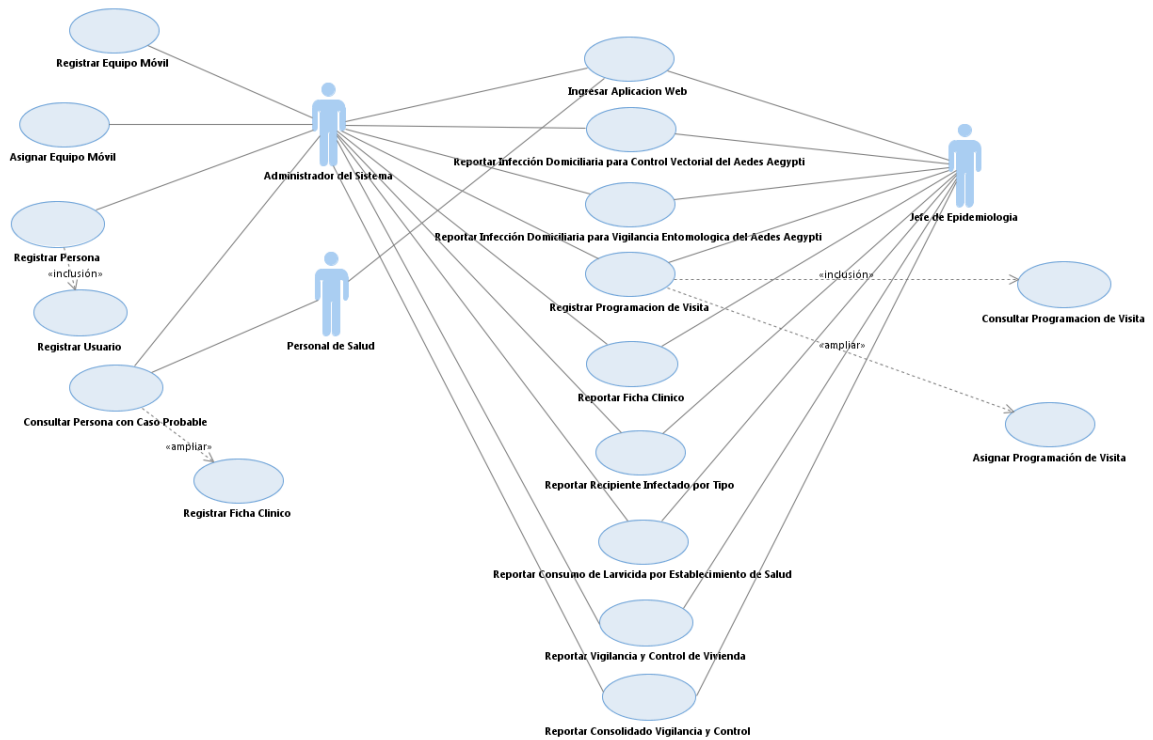 Registrar Equipo Móvil
Ingresar Aplicacion Web
Asignar Equipo Móvil
Administrador del Sistema
Reportar Infección Domiciliaria para Control Vectorial del Aedes Aegypti
Jefe de Epidemiologia
Registrar Persona
Reportar Infección Domiciliaria para Vigilancia Entomologica del Aedes Aegypti
«inclusión»
«inclusión»
Registrar Programacion de Visita
Consultar Programacion de Visita
Registrar Usuario
Personal de Salud
«ampliar»
Reportar Ficha Clinico
Consultar Persona con Caso Probable
«ampliar»
Asignar Programación de Visita
Reportar Recipiente Infectado por Tipo
Registrar Ficha Clinico
Reportar Consumo de Larvicida por Establecimiento de Salud
Reportar Vigilancia y Control de Vivienda
Reportar Consolidado Vigilancia y Control